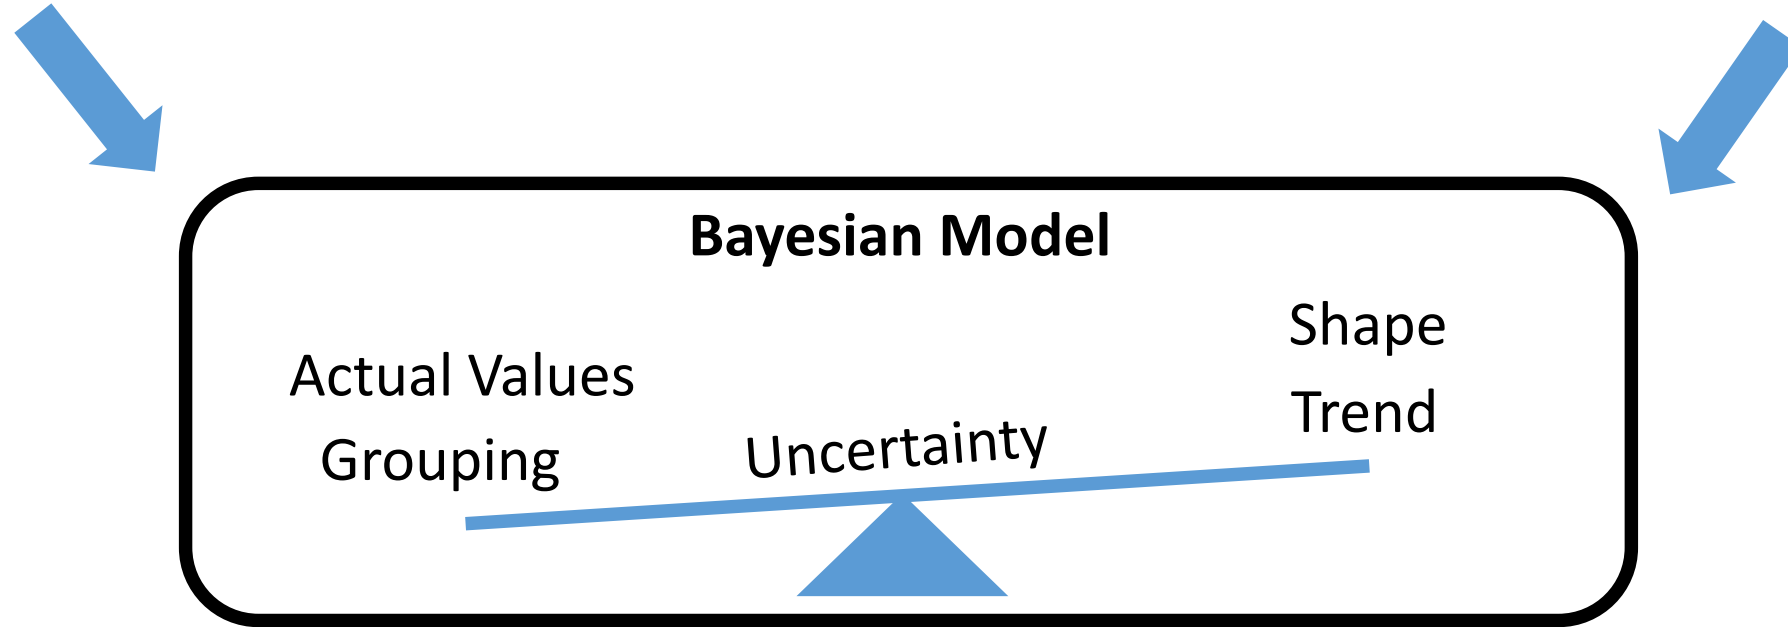 Bayesian Model
Actual Values
Grouping
Uncertainty
Shape
Trend